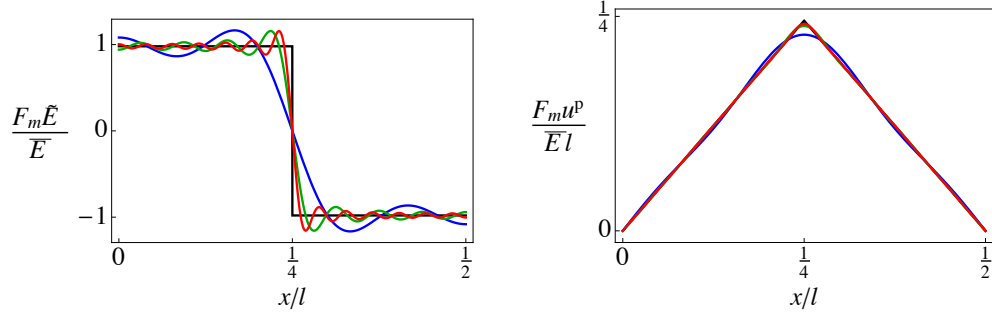 F_m Ẽ / E̅
1
0
−1
0
1/4
1/2
x/l
F_m u^p / E̅ l
1/4
0
0
1/4
1/2
x/l